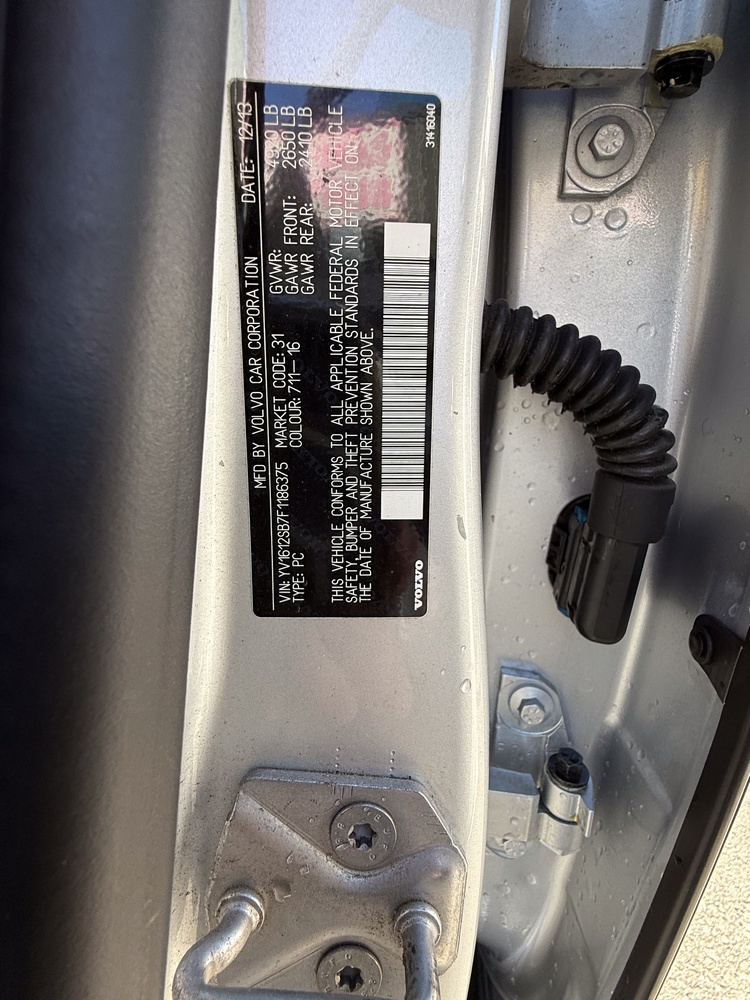 MFD BY VOLVO CAR CORPORATION DATE: 12/13
VIN: YV1612SB7F1186375 MARKET CODE: 31 GVWR: 4920 LB
TYPE: PC COLOUR: 711-16 GAWR FRONT: 2650 LB
GAWR REAR: 2410 LB
THIS VEHICLE CONFORMS TO ALL APPLICABLE FEDERAL MOTOR VEHICLE
SAFETY, BUMPER AND THEFT PREVENTION STANDARDS IN EFFECT ON
THE DATE OF MANUFACTURE SHOWN ABOVE.
VOLVO 31416040